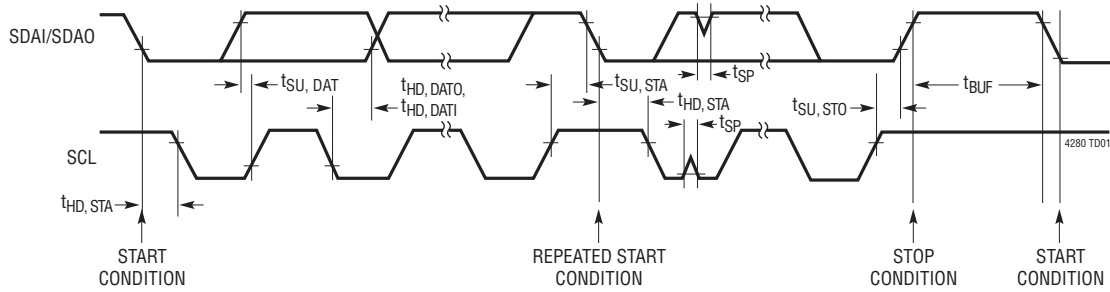 SDAI/SDAO
tSU, DAT
tHD, DATO,
tHD, DATI
tSU, STA
tHD, STA
tSP
tSP
tSU, STO
tBUF
4280 TD01
SCL
tHD, STA
START
CONDITION
REPEATED START
CONDITION
STOP
CONDITION
START
CONDITION